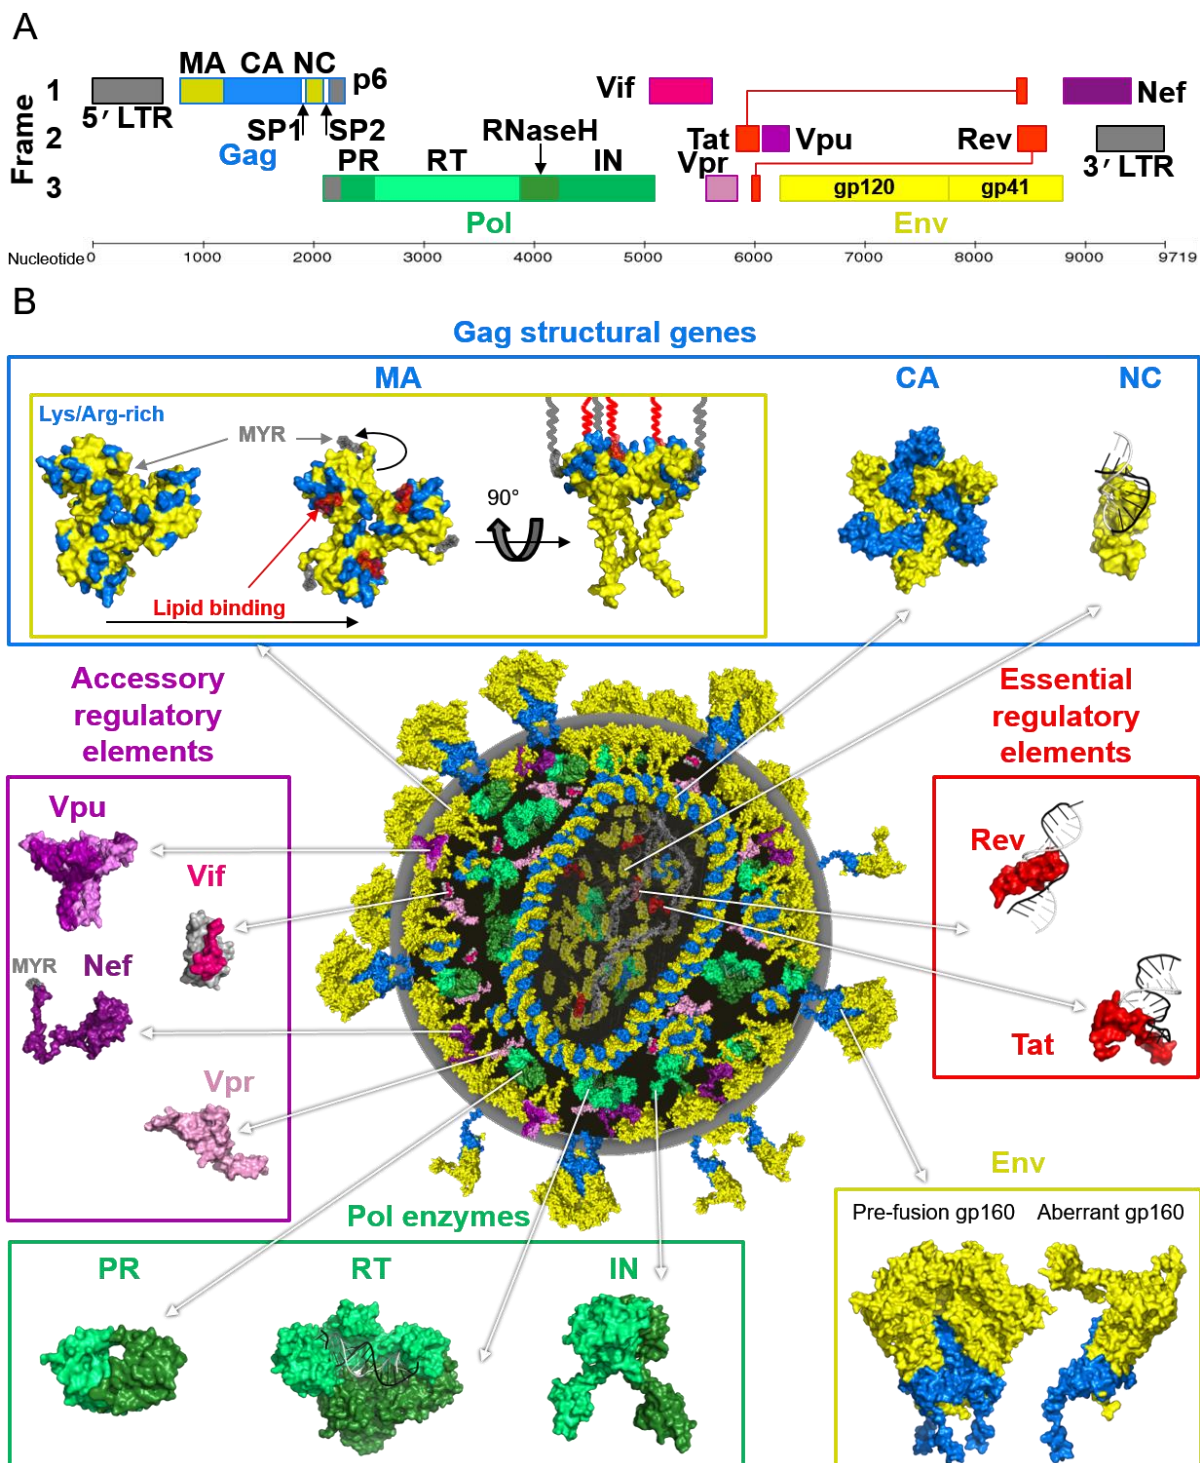 A
MA CA NC p6
Frame
1
5′ LTR
Vif
Nef
SP1 SP2
Gag
2
RNaseH
Tat
Vpu
Rev
3′ LTR
3
PR RT IN
Vpr
gp120 gp41
Pol
Env
Nucleotide 0 1000 2000 3000 4000 5000 6000 7000 8000 9000 9719
B
Gag structural genes
MA
CA
NC
Lys/Arg-rich
MYR
90°
Lipid binding
Accessory
regulatory
elements
Vpu
Vif
MYR
Nef
Vpr
Essential
regulatory
elements
Rev
Tat
Pol enzymes
PR
RT
IN
Env
Pre-fusion gp160 Aberrant gp160